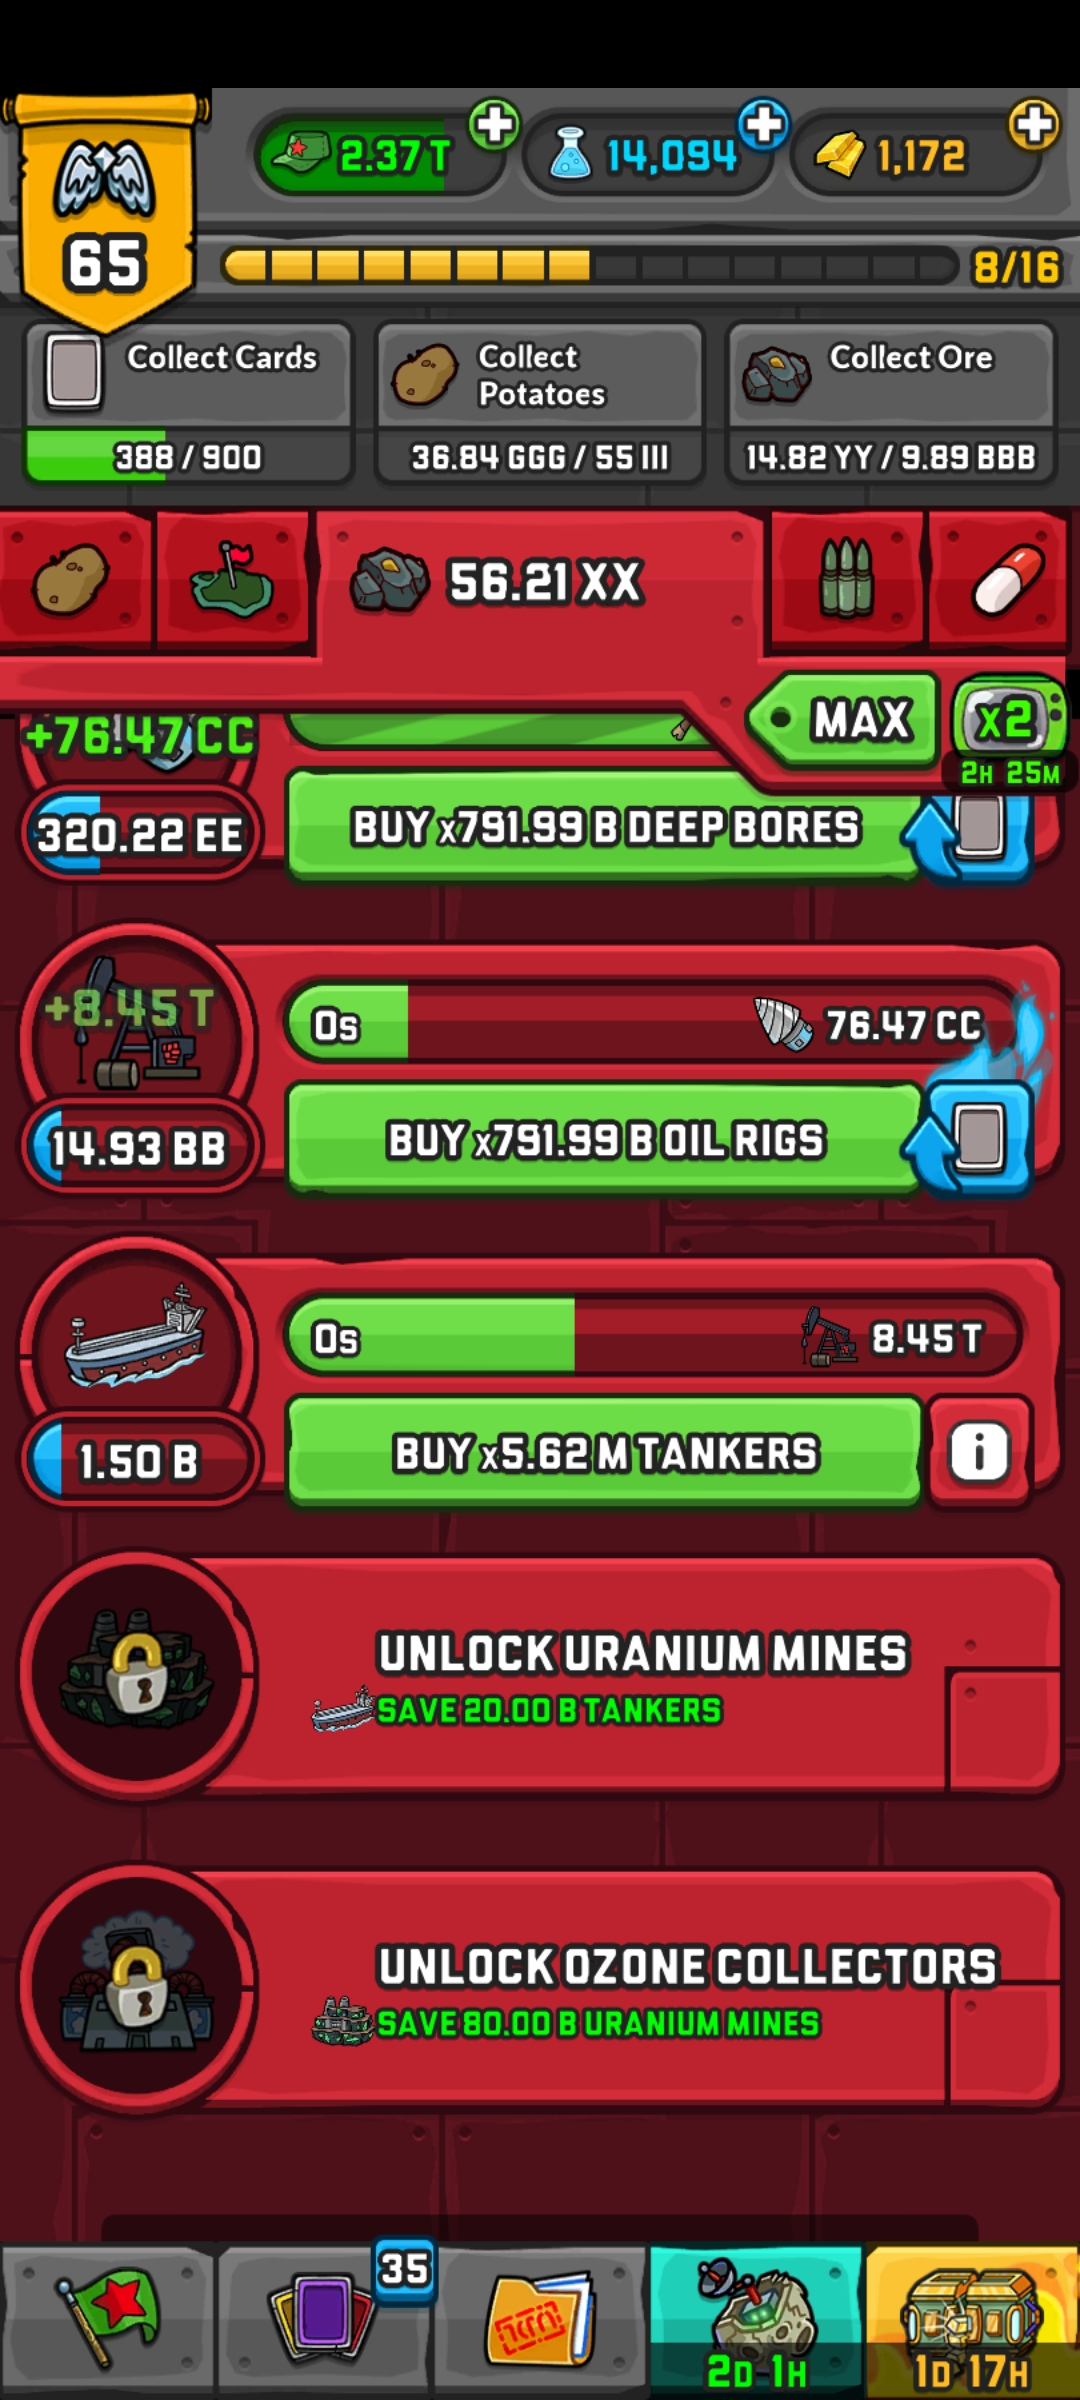 2.37 T
14,094
1,172
65
8/16
Collect Cards
388 / 900
Collect
Potatoes
36.84 GGG / 55 III
Collect Ore
14.82 YY / 9.89 BBB
56.21 XX
MAX
x2
2H 25M
+76.47 CC
320.22 EE
BUY x791.99 B DEEP BORES
+8.45 T
0s
76.47 CC
14.93 BB
BUY x791.99 B OIL RIGS
0s
8.45 T
1.50 B
BUY x5.62 M TANKERS
i
UNLOCK URANIUM MINES
SAVE 20.00 B TANKERS
UNLOCK OZONE COLLECTORS
SAVE 80.00 B URANIUM MINES
35
2D 1H
1D 17H